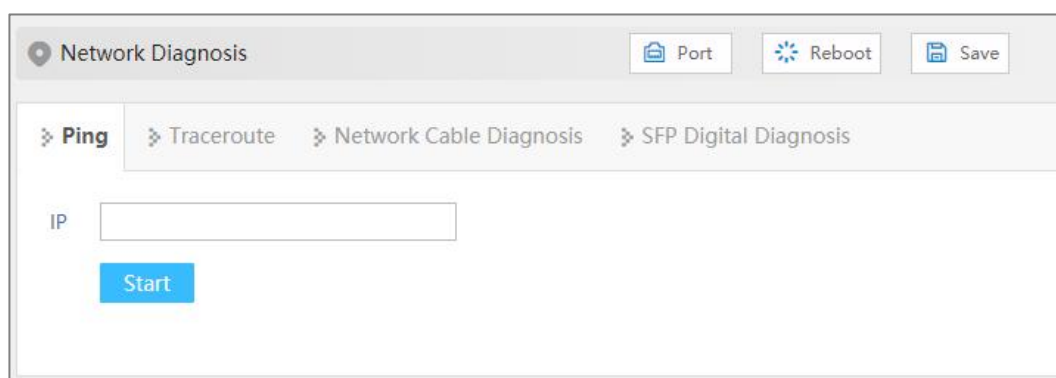 Network Diagnosis Port Reboot Save
Ping Traceroute Network Cable Diagnosis SFP Digital Diagnosis
IP
Start